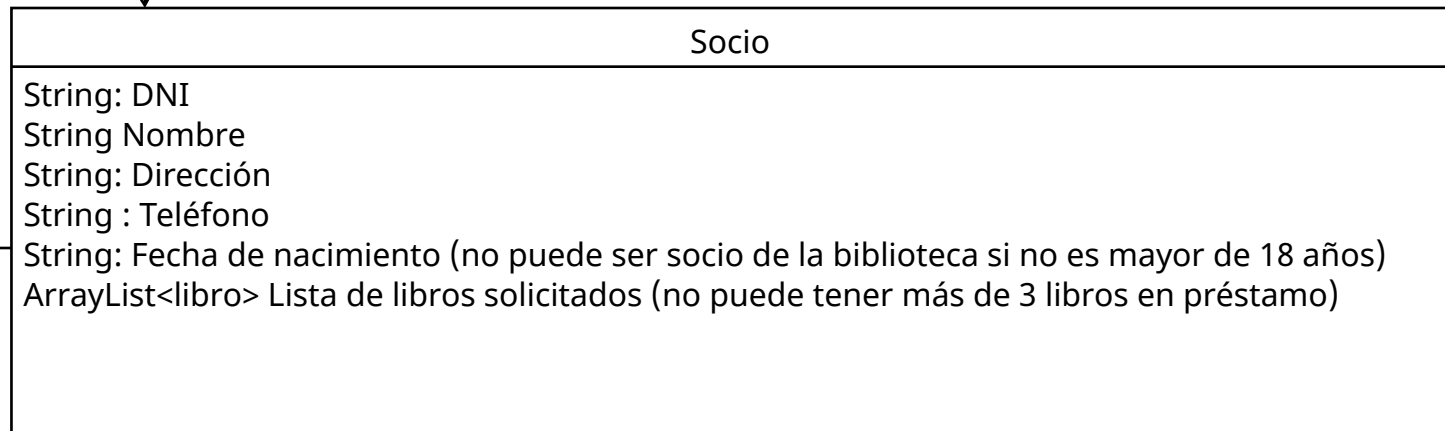 Socio
String: DNI
String Nombre
String: Dirección
String : Teléfono
String: Fecha de nacimiento (no puede ser socio de la biblioteca si no es mayor de 18 años)
ArrayList<libro> Lista de libros solicitados (no puede tener más de 3 libros en préstamo)